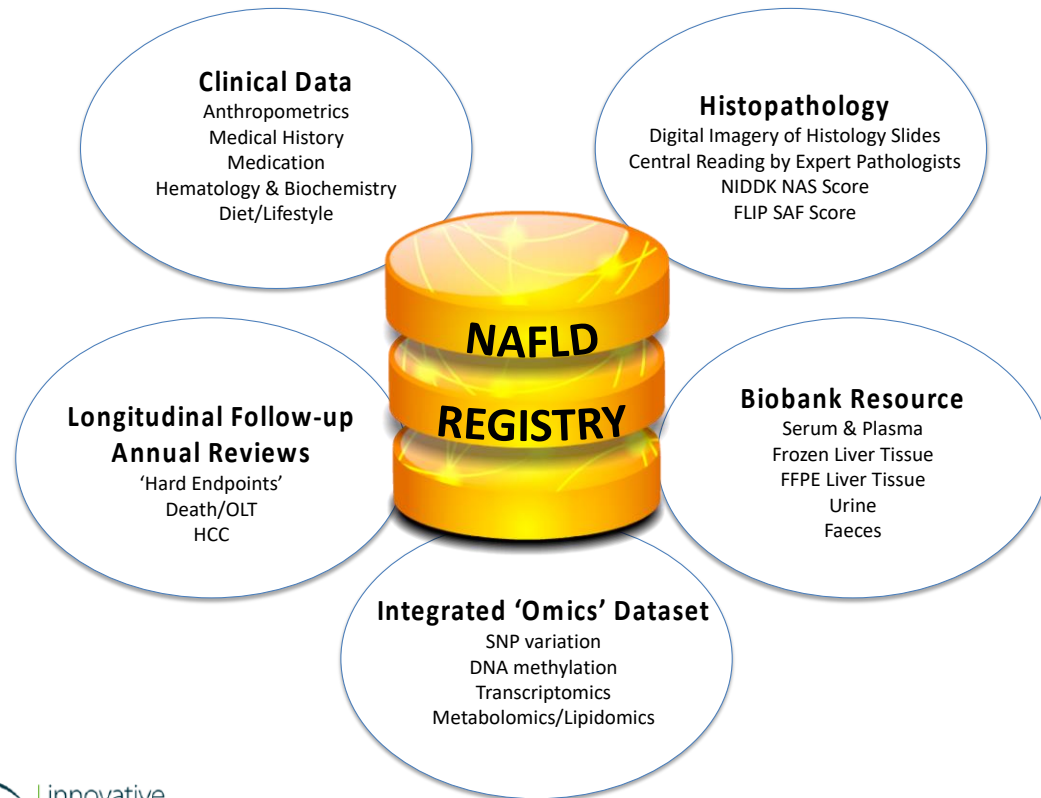 Clinical Data
Anthropometrics
Medical History
Medication
Hematology & Biochemistry
Diet/Lifestyle
Histopathology
Digital Imagery of Histology Slides
Central Reading by Expert Pathologists
NIDDK NAS Score
FLIP SAF Score
NAFLD
REGISTRY
Longitudinal Follow-up
Annual Reviews
‘Hard Endpoints’
Death/OLT
HCC
Biobank Resource
Serum & Plasma
Frozen Liver Tissue
FFPE Liver Tissue
Urine
Faeces
Integrated ‘Omics’ Dataset
SNP variation
DNA methylation
Transcriptomics
Metabolomics/Lipidomics
innovative